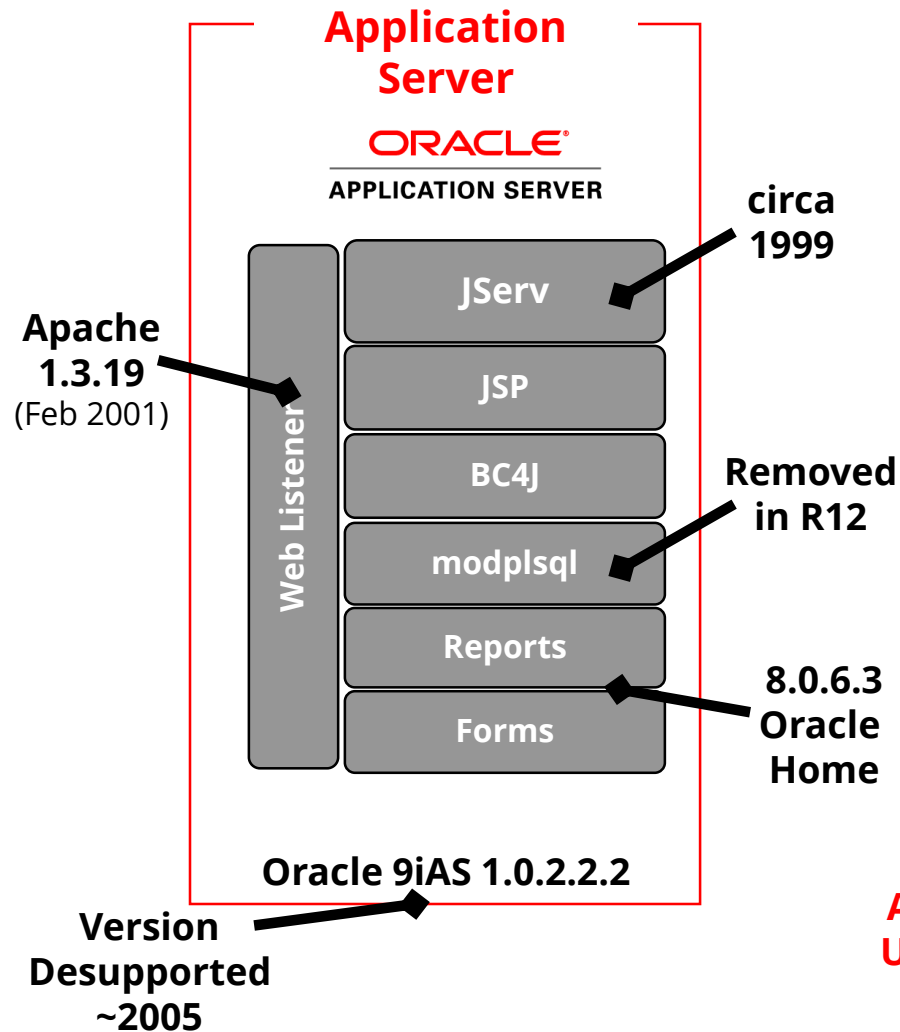 Application
Server
ORACLE®
APPLICATION SERVER
circa
1999
JServ
Apache
1.3.19
(Feb 2001)
JSP
Web Listener
BC4J
Removed
in R12
modplsql
Reports
8.0.6.3
Oracle
Home
Forms
Oracle 9iAS 1.0.2.2.2
Version
Desupported
~2005